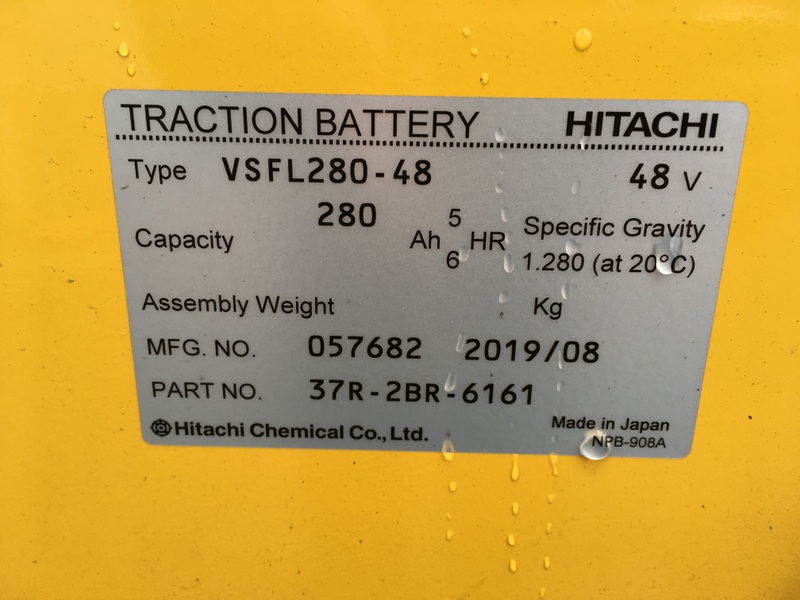 TRACTION BATTERY HITACHI
Type VSFL280-48 48 V
Capacity 280 Ah 5 HR Specific Gravity
6 1.280 (at 20°C)
Assembly Weight Kg
MFG. NO. 057682 2019/08
PART NO. 37R-2BR-6161
Hitachi Chemical Co., Ltd. Made in Japan
NPB-908A